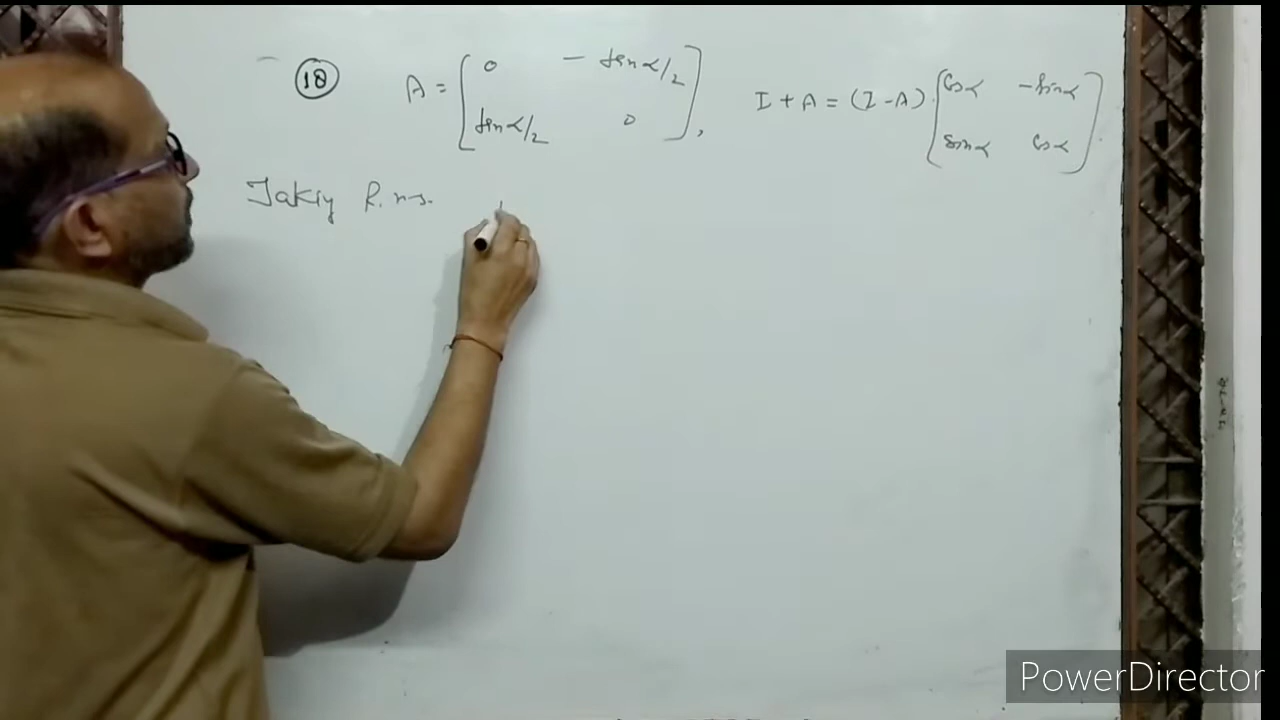 (18) A = [ 0 - tan α/2 tan α/2 0 ], I + A = (I - A) . [ cos α - sin α sin α cos α ].
Taking R.H.S.
PowerDirector